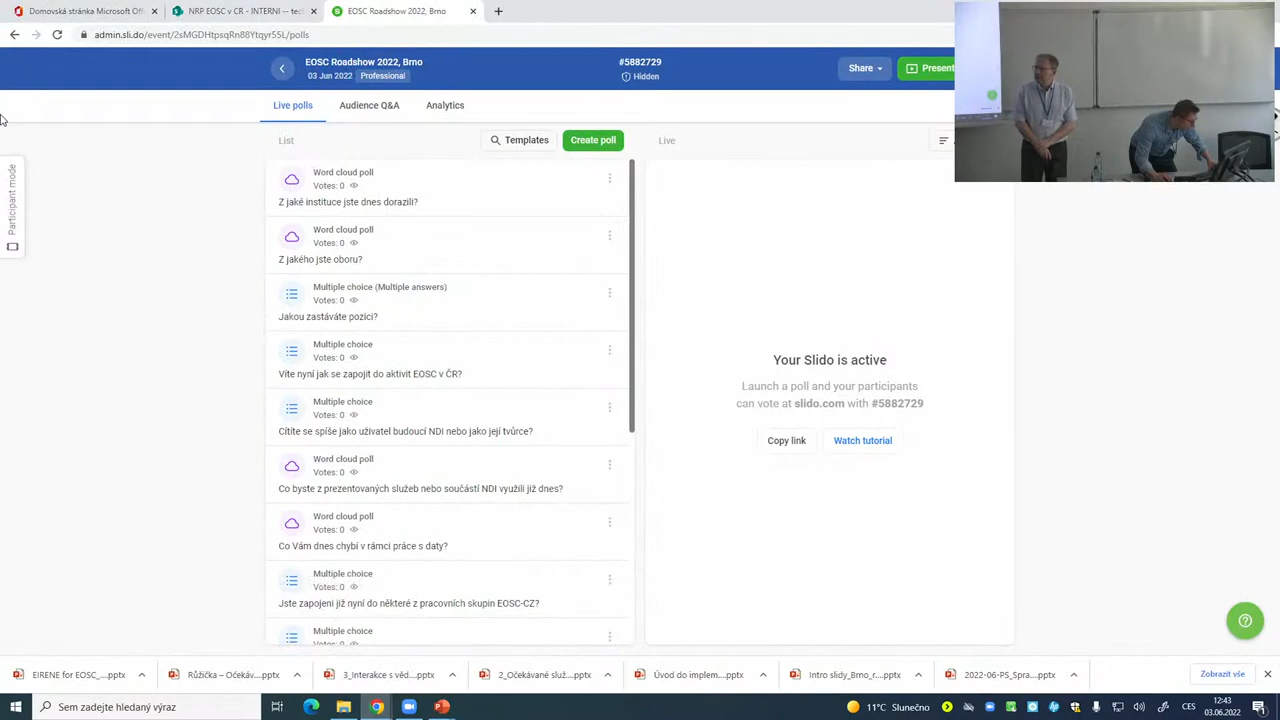 Domovská stránka Microsoft Off
NRP EOSV v ČR - INTERNI -- tech
EOSC Roadshow 2022, Brno
admin.sli.do/event/2sMGDHtpsqRn88Ytqyr55L/polls
EOSC Roadshow 2022, Brno
03 Jun 2022 Professional
#5882729
Hidden
Share
Present
Live polls
Audience Q&A
Analytics
List
Templates
Create poll
Live
Participant mode
Word cloud poll
Votes: 0
Z jaké instituce jste dnes dorazili?
Word cloud poll
Votes: 0
Z jakého jste oboru?
Multiple choice (Multiple answers)
Votes: 0
Jakou zastáváte pozici?
Multiple choice
Votes: 0
Víte nyní jak se zapojit do aktivit EOSC v ČR?
Multiple choice
Votes: 0
Cítíte se spíše jako uživatel budoucí NDI nebo jako její tvůrce?
Word cloud poll
Votes: 0
Co byste z prezentovaných služeb nebo součástí NDI využili již dnes?
Word cloud poll
Votes: 0
Co Vám dnes chybí v rámci práce s daty?
Multiple choice
Votes: 0
Jste zapojeni již nyní do některé z pracovních skupin EOSC-CZ?
Multiple choice
Votes: 0
Your Slido is active
Launch a poll and your participants
can vote at slido.com with #5882729
Copy link
Watch tutorial
EIRENE for EOSC_....pptx
Růžička – Očekáv....pptx
3_Interakce s věd....pptx
2_Očekávané služ....pptx
Úvod do implem....pptx
Intro slidy_Brno_r....pptx
2022-06-PS_Spra....pptx
Zobrazit vše
Sem zadejte hledaný výraz
11°C Slunečno
CES
12:43
03.06.2022